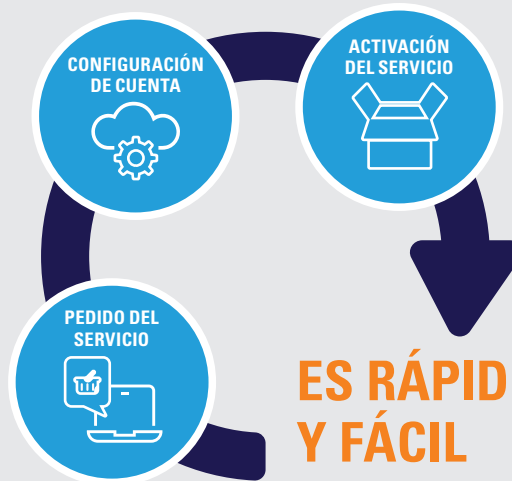 CONFIGURACIÓN
DE CUENTA
ACTIVACIÓN
DEL SERVICIO
PEDIDO DEL
SERVICIO
ES RÁPID
Y FÁCIL